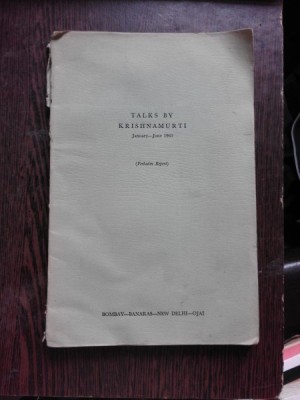 TALKS BY
KRISHNAMURTI
January—June
(Verbatim Report)
BOMBAY—BANARAS—NEW DELHI—OJAI